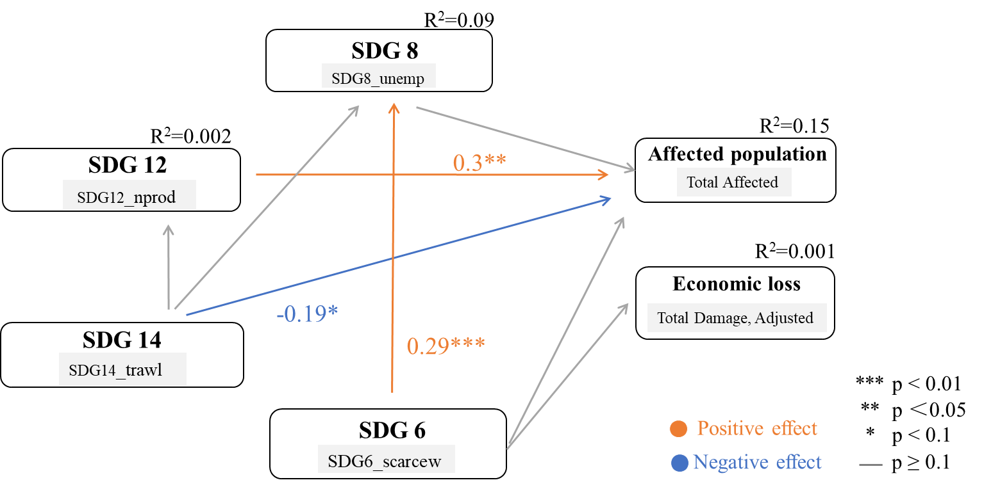 R²=0.09
SDG 8
SDG8_unemp
R²=0.002
SDG 12
SDG12_nprod
0.3**
R²=0.15
Affected population
Total Affected
R²=0.001
Economic loss
Total Damage, Adjusted
-0.19*
SDG 14
SDG14_trawl
0.29***
SDG 6
SDG6_scarcew
*** p < 0.01
** p <0.05
* p < 0.1
p ≥ 0.1
Positive effect
Negative effect